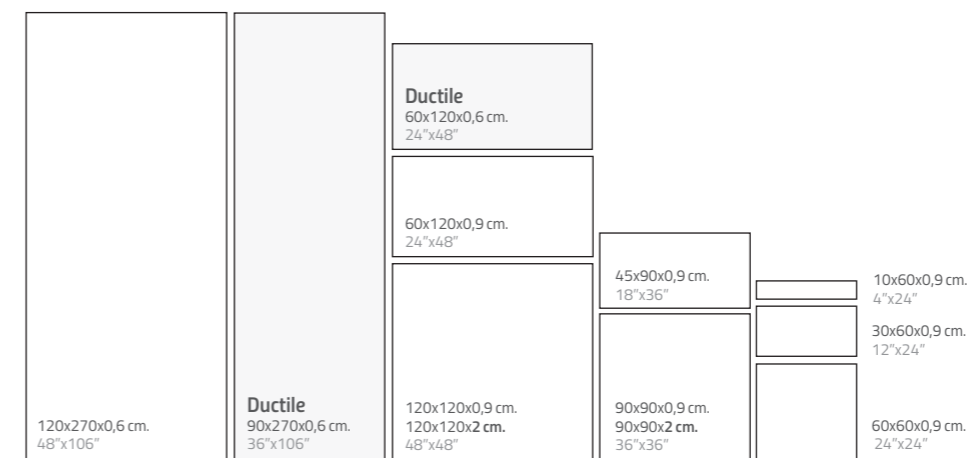 120x270x0,6 cm.
48”x106”
Ductile
90x270x0,6 cm.
36”x106”
Ductile
60x120x0,6 cm.
24”x48”
60x120x0,9 cm.
24”x48”
120x120x0,9 cm.
120x120x2 cm.
48”x48”
45x90x0,9 cm.
18”x36”
90x90x0,9 cm.
90x90x2 cm.
36”x36”
10x60x0,9 cm.
4”x24”
30x60x0,9 cm.
12”x24”
60x60x0,9 cm.
24”x24”